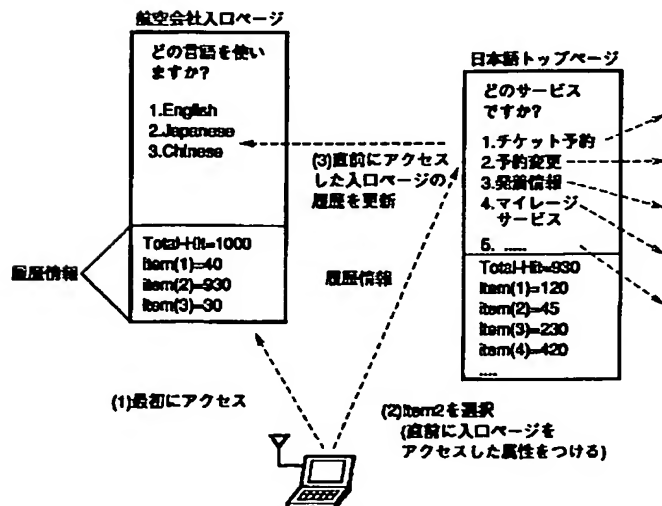 航空会社入口ページ
どの言語を使い
ますか?
1.English
2.Japanese
3.Chinese
Total-Hit=1000
item(1)=40
item(2)=930
item(3)=30
履歴情報
日本語トップページ
どのサービス
ですか?
1.チケット予約
2.予約変更
3.発着情報
4.マイレージ
サービス
5. .....
Total-Hit=930
item(1)=120
item(2)=45
item(3)=230
item(4)=420
....
(3)直前にアクセス
した入口ページの
履歴を更新
履歴情報
(1)最初にアクセス
(2)Item2を選択
(直前に入口ページを
アクセスした属性をつける)